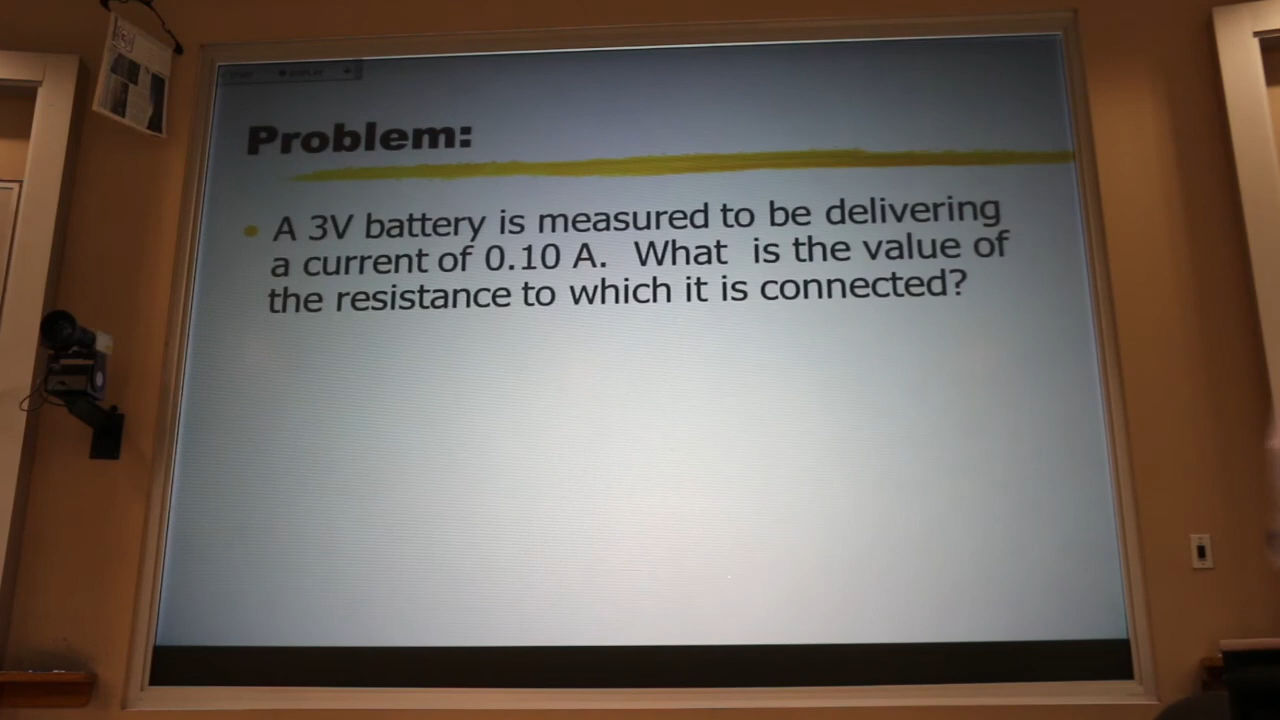 Problem:
A 3V battery is measured to be delivering
a current of 0.10 A. What is the value of
the resistance to which it is connected?